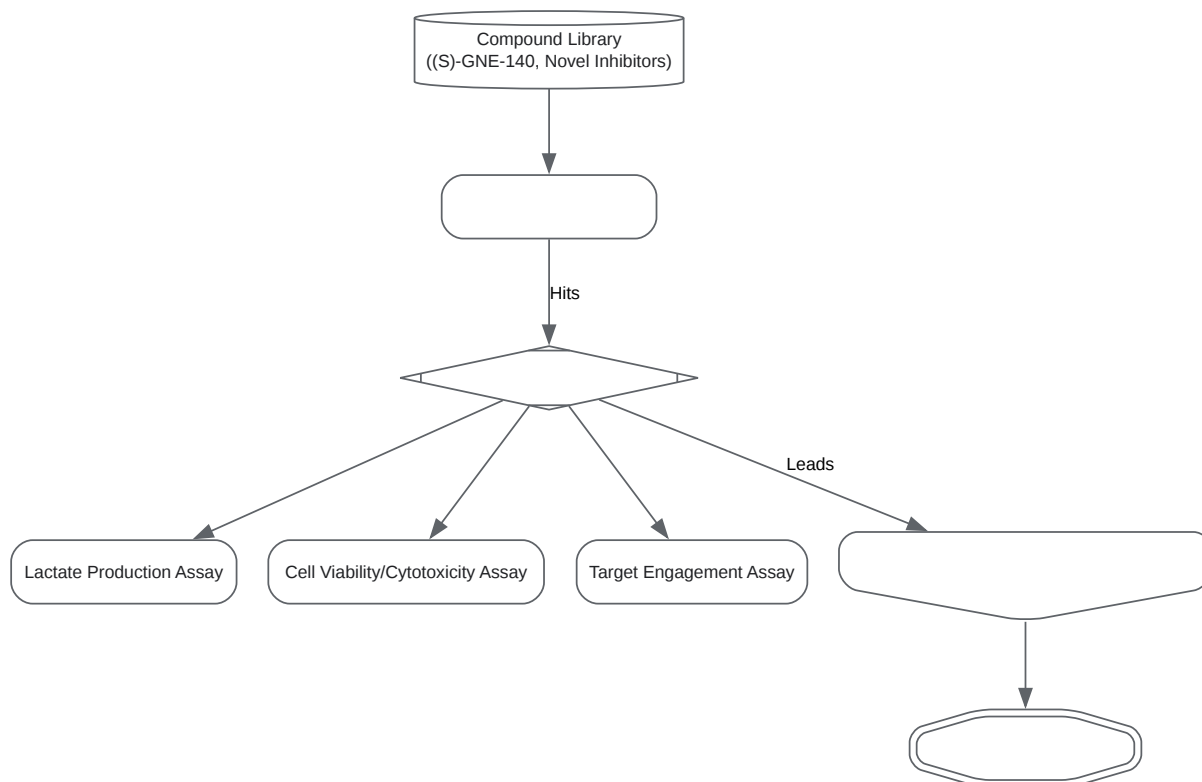 Compound Library
((S)-GNE-140, Novel Inhibitors)
Hits
Leads
Lactate Production Assay
Cell Viability/Cytotoxicity Assay
Target Engagement Assay